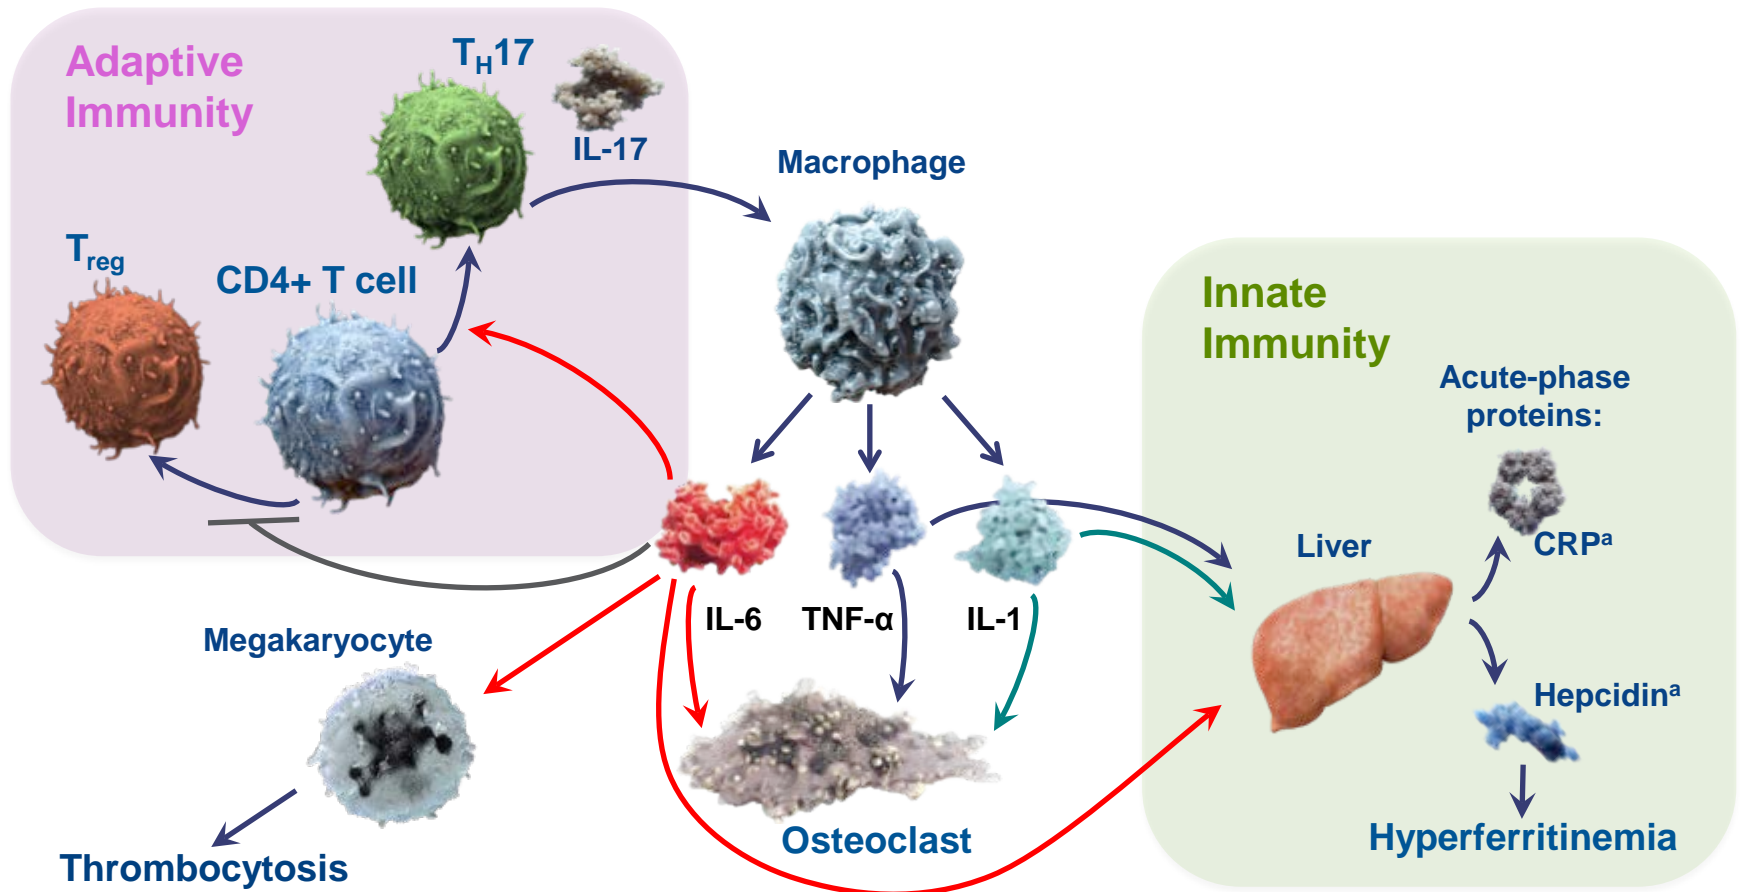 Adaptive
Immunity
TH17
IL-17
Macrophage
Treg
CD4+ T cell
Innate
Immunity
Acute-phase
proteins:
CRPª
Liver
IL-6
TNF-α
IL-1
Megakaryocyte
Hepcidinª
Osteoclast
Hyperferritinemia
Thrombocytosis